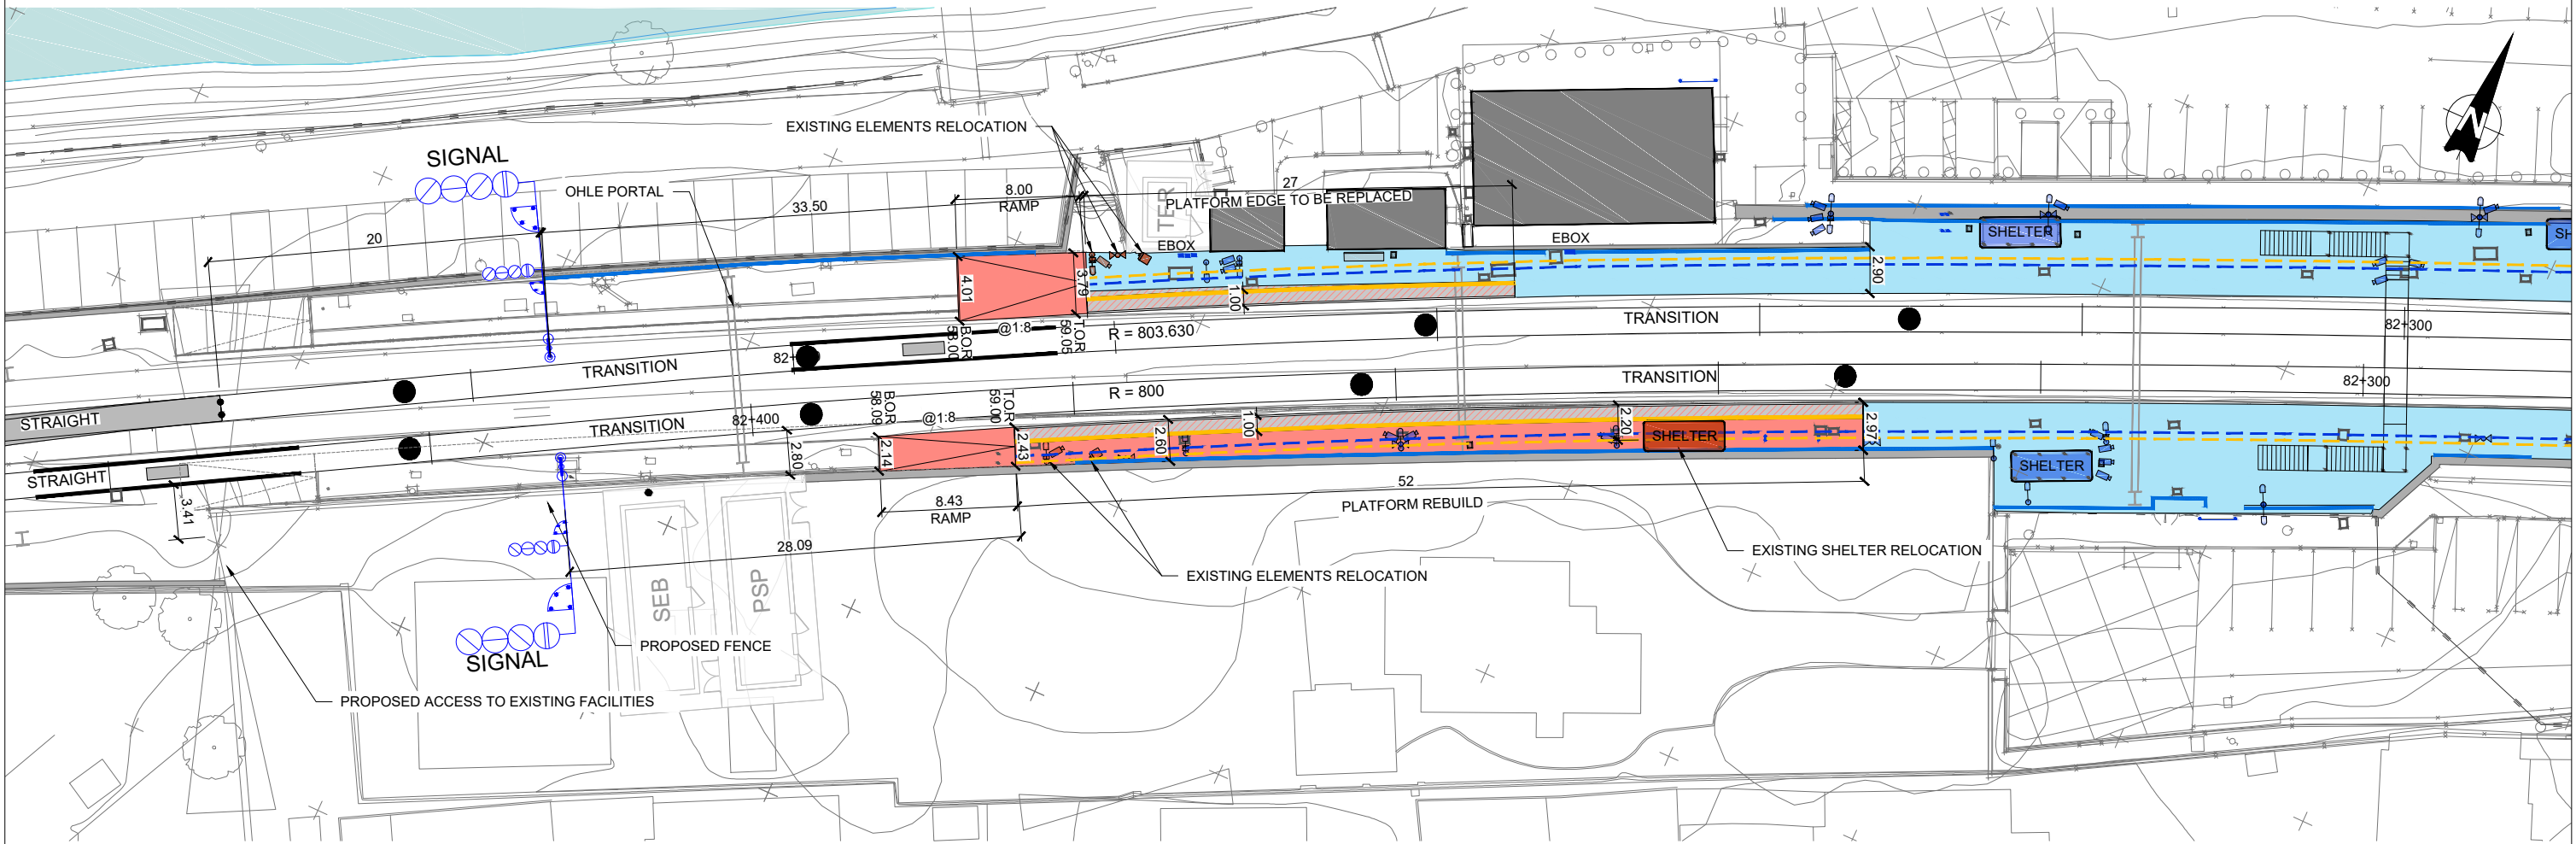 EXISTING ELEMENTS RELOCATION
SIGNAL
OHLE PORTAL
8.00
RAMP
27
PLATFORM EDGE TO BE REPLACED
TER
33.50
20
EBOX
EBOX
SHELTER
SH
4.01
3.79
1.00
2.90
B.O.R
58.00
@1:8
T.O.R
59.05
R = 803.630
TRANSITION
82+300
82+
TRANSITION
TRANSITION
82+300
R = 800
STRAIGHT
TRANSITION
82+400
B.O.R
58.09
@1:8
T.O.R
59.00
2.80
2.14
2.43
2.60
1.00
2.20
SHELTER
2.977
SHELTER
STRAIGHT
3.41
8.43
RAMP
52
PLATFORM REBUILD
28.09
EXISTING SHELTER RELOCATION
EXISTING ELEMENTS RELOCATION
SEB
PSP
PROPOSED FENCE
SIGNAL
PROPOSED ACCESS TO EXISTING FACILITIES
N